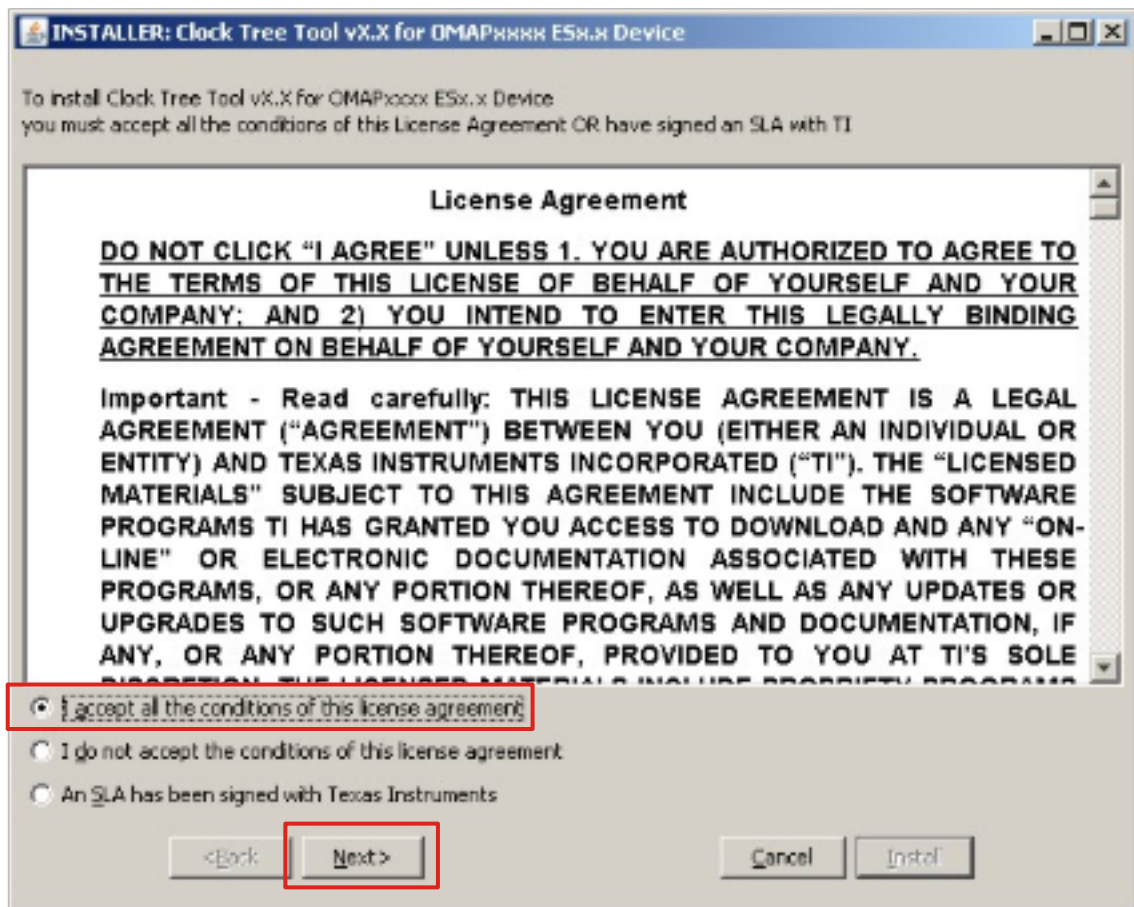 INSTALLER: Clock Tree Tool vX.X for OMAPxxxx ESx.x Device
To install Clock Tree Tool vX.X for OMAPxxxx ESx.x Device
you must accept all the conditions of this License Agreement OR have signed an SLA with TI
License Agreement
DO NOT CLICK “I AGREE” UNLESS 1. YOU ARE AUTHORIZED TO AGREE TO
THE TERMS OF THIS LICENSE OF BEHALF OF YOURSELF AND YOUR
COMPANY; AND 2) YOU INTEND TO ENTER THIS LEGALLY BINDING
AGREEMENT ON BEHALF OF YOURSELF AND YOUR COMPANY.
Important - Read carefully: THIS LICENSE AGREEMENT IS A LEGAL
AGREEMENT (“AGREEMENT”) BETWEEN YOU (EITHER AN INDIVIDUAL OR
ENTITY) AND TEXAS INSTRUMENTS INCORPORATED (“TI”). THE “LICENSED
MATERIALS” SUBJECT TO THIS AGREEMENT INCLUDE THE SOFTWARE
PROGRAMS TI HAS GRANTED YOU ACCESS TO DOWNLOAD AND ANY “ON-
LINE” OR ELECTRONIC DOCUMENTATION ASSOCIATED WITH THESE
PROGRAMS, OR ANY PORTION THEREOF, AS WELL AS ANY UPDATES OR
UPGRADES TO SUCH SOFTWARE PROGRAMS AND DOCUMENTATION, IF
ANY, OR ANY PORTION THEREOF, PROVIDED TO YOU AT TI'S SOLE
DISCRETION. THE LICENSED MATERIALS INCLUDE PROPRIETY PROGRAMS
I accept all the conditions of this license agreement
I do not accept the conditions of this license agreement
An SLA has been signed with Texas Instruments
<Back Next> Cancel Install